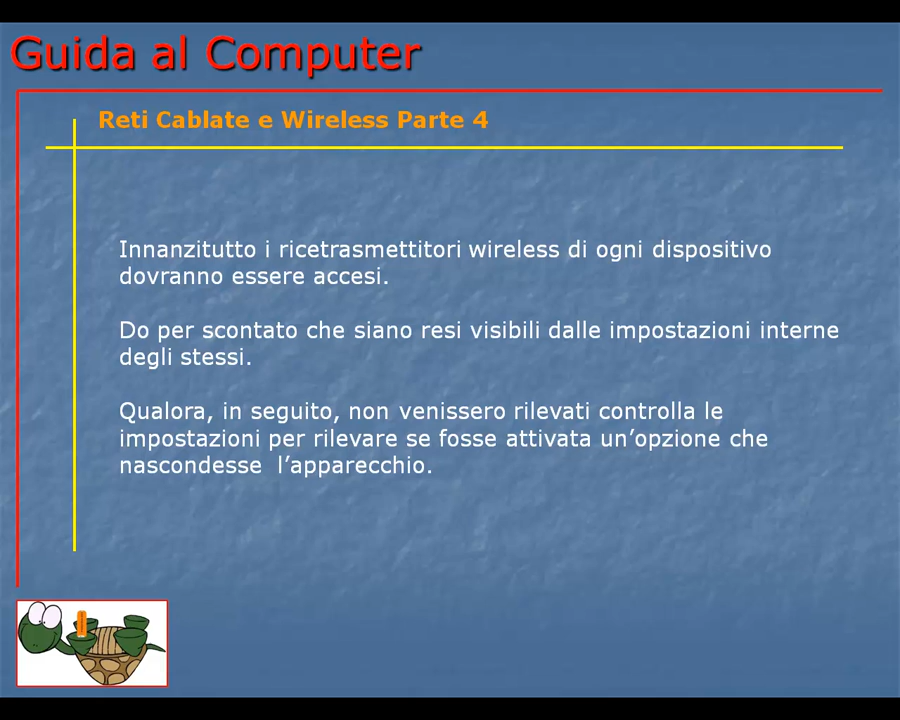 Guida al Computer
Reti Cablate e Wireless Parte 4
Innanzitutto i ricetrasmettitori wireless di ogni dispositivo
dovranno essere accesi.
Do per scontato che siano resi visibili dalle impostazioni interne
degli stessi.
Qualora, in seguito, non venissero rilevati controlla le
impostazioni per rilevare se fosse attivata un’opzione che
nascondesse  l’apparecchio.